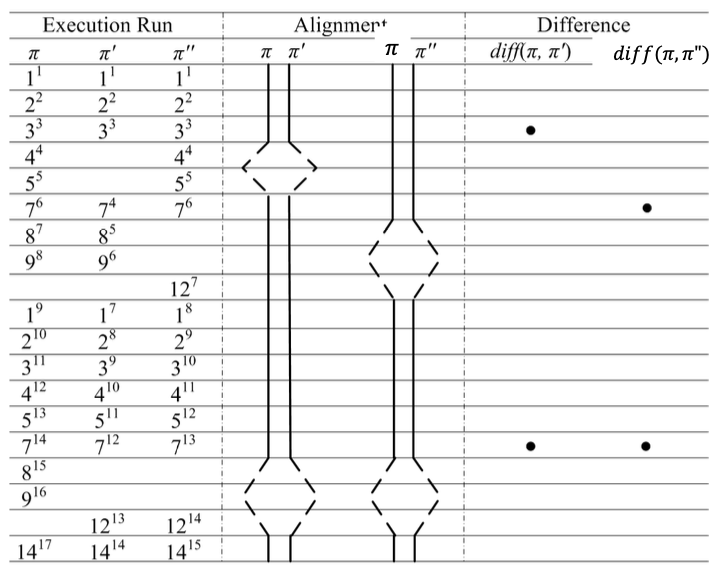 Execution Run Alignment Difference
π π′ π″ π π′ π π″ diff(π, π′) diff(π,π")
1¹ 1¹ 1¹
2² 2² 2²
3³ 3³ 3³
4⁴ 4⁴
5⁵ 5⁵
7⁶ 7⁴ 7⁶
8⁷ 8⁵
9⁸ 9⁶
12⁷
1⁹ 1⁷ 1⁸
2¹⁰ 2⁸ 2⁹
3¹¹ 3⁹ 3¹⁰
4¹² 4¹⁰ 4¹¹
5¹³ 5¹¹ 5¹²
7¹⁴ 7¹² 7¹³
8¹⁵
9¹⁶
12¹³ 12¹⁴
14¹⁷ 14¹⁴ 14¹⁵